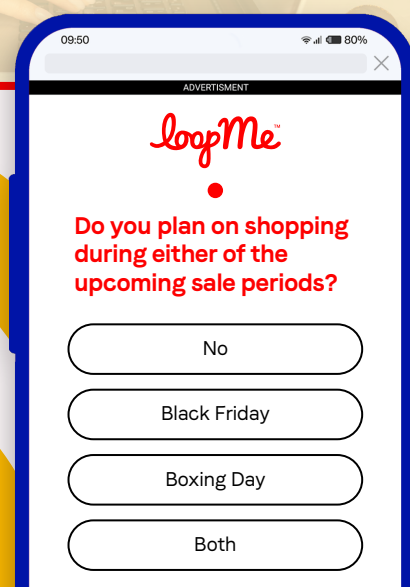 09:50 80%
ADVERTISMENT
loopMe™
Do you plan on shopping
during either of the
upcoming sale periods?
No
Black Friday
Boxing Day
Both